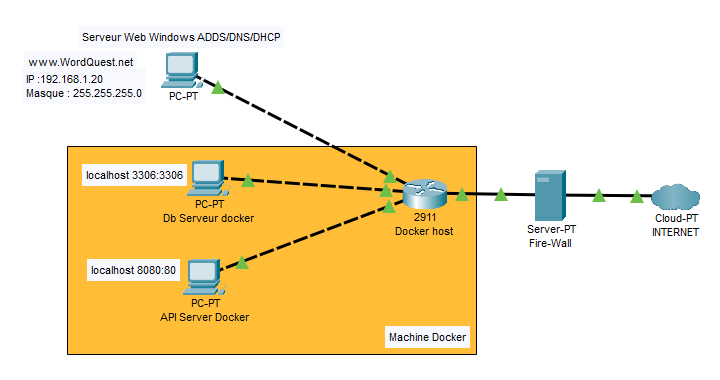 Serveur Web Windows ADDS/DNS/DHCP
www.WordQuest.net
IP :192.168.1.20
Masque : 255.255.255.0
PC-PT
localhost 3306:3306
PC-PT
Db Serveur docker
2911
Docker host
Server-PT
Fire-Wall
Cloud-PT
INTERNET
localhost 8080:80
PC-PT
API Server Docker
Machine Docker